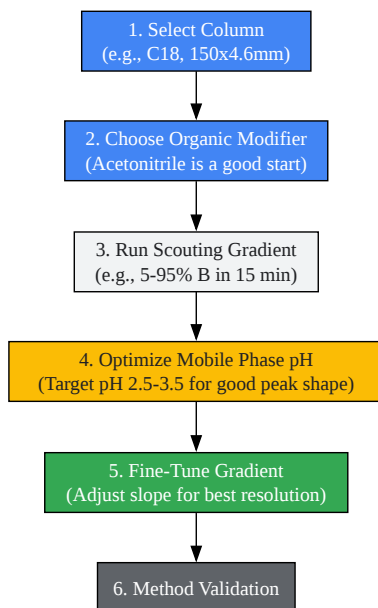 1. Select Column
(e.g., C18, 150x4.6mm)
2. Choose Organic Modifier
(Acetonitrile is a good start)
3. Run Scouting Gradient
(e.g., 5-95% B in 15 min)
4. Optimize Mobile Phase pH
(Target pH 2.5-3.5 for good peak shape)
5. Fine-Tune Gradient
(Adjust slope for best resolution)
6. Method Validation